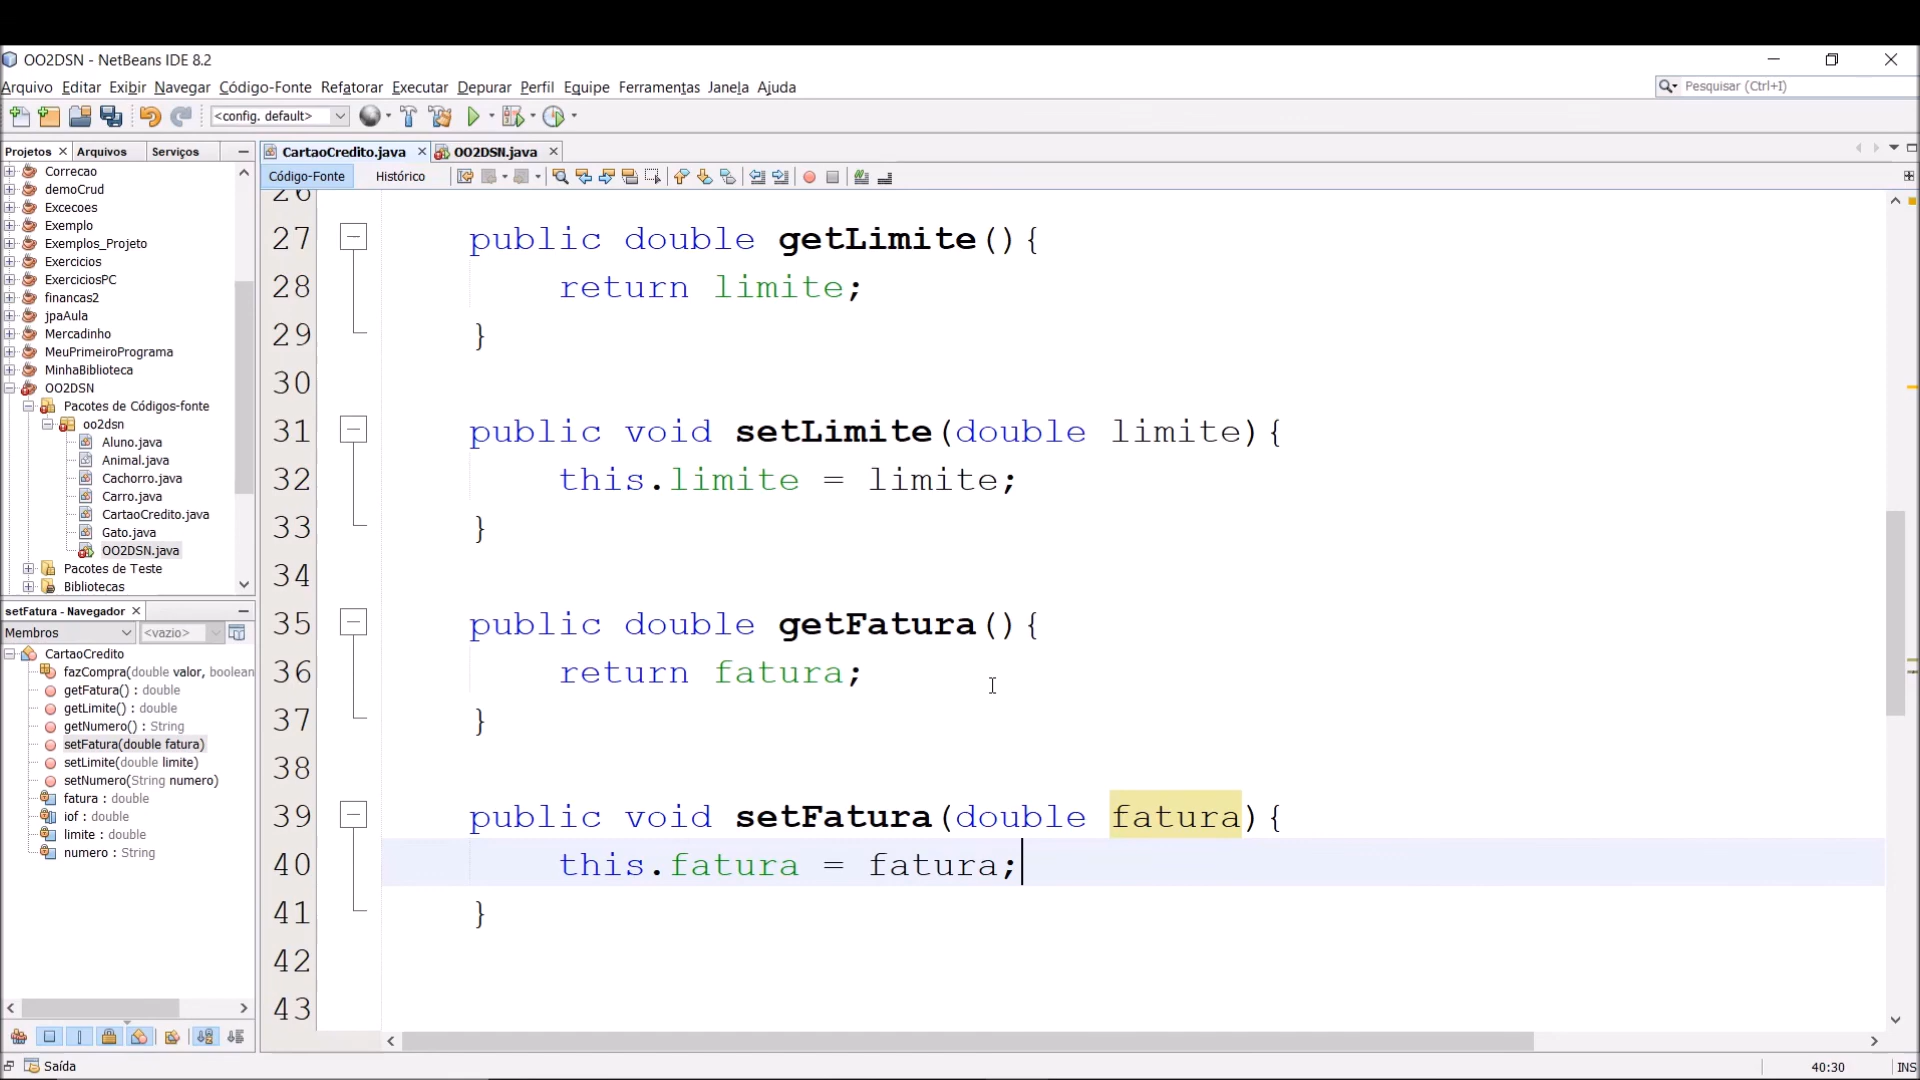 OO2DSN - NetBeans IDE 8.2
Arquivo Editar Exibir Navegar Código-Fonte Refatorar Executar Depurar Perfil Equipe Ferramentas Janela Ajuda
Pesquisar (Ctrl+I)
<config. default>
Projetos Arquivos Serviços
CartaoCredito.java OO2DSN.java
Código-Fonte Histórico
Correcao
demoCrud
Excecoes
Exemplo
Exemplos_Projeto
Exercicios
ExerciciosPC
financas2
jpaAula
Mercadinho
MeuPrimeiroPrograma
MinhaBiblioteca
OO2DSN
Pacotes de Códigos-fonte
oo2dsn
Aluno.java
Animal.java
Cachorro.java
Carro.java
CartaoCredito.java
Gato.java
OO2DSN.java
Pacotes de Teste
Bibliotecas
setFatura - Navegador
Membros <vazio>
CartaoCredito
fazCompra(double valor, boolean
getFatura() : double
getLimite() : double
getNumero() : String
setFatura(double fatura)
setLimite(double limite)
setNumero(String numero)
fatura : double
iof : double
limite : double
numero : String
26
27 public double getLimite(){
28 return limite;
29 }
30
31 public void setLimite(double limite){
32 this.limite = limite;
33 }
34
35 public double getFatura(){
36 return fatura;
37 }
38
39 public void setFatura(double fatura){
40 this.fatura = fatura;
41 }
42
43
Saída
40:30 INS